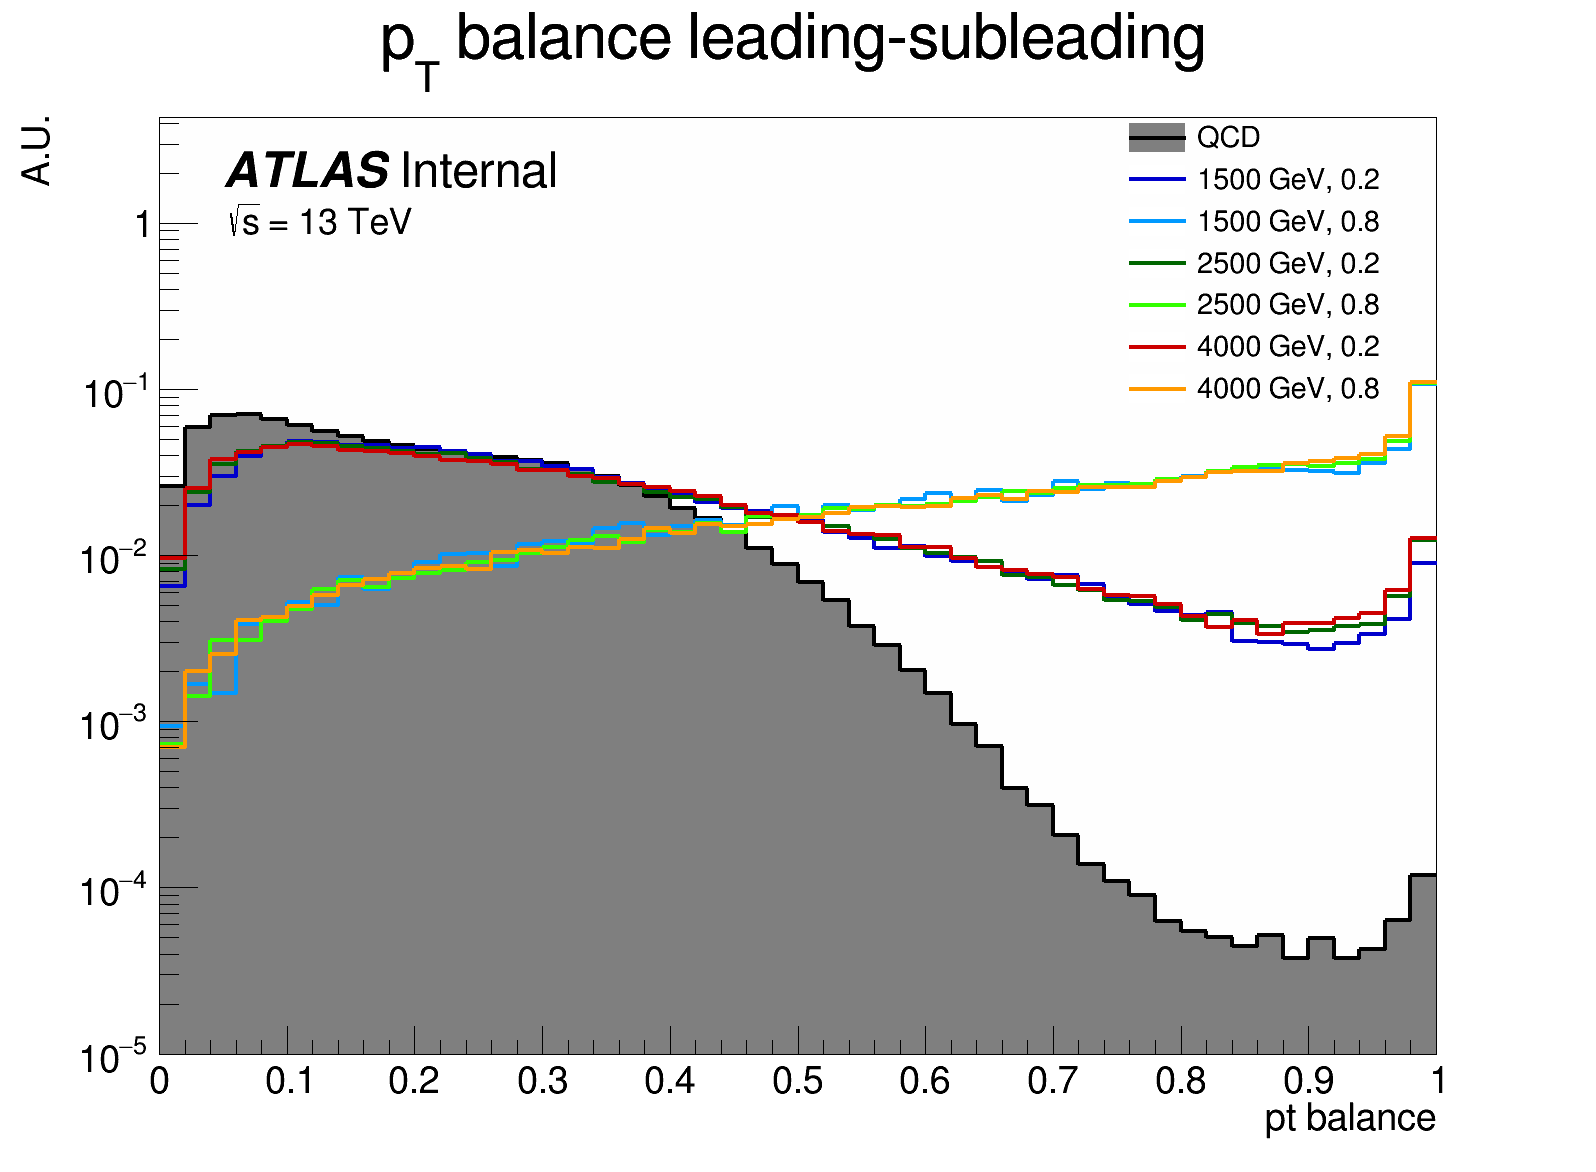 p_T balance leading-subleading
A.U.
ATLAS Internal
√s = 13 TeV
QCD
1500 GeV, 0.2
1500 GeV, 0.8
2500 GeV, 0.2
2500 GeV, 0.8
4000 GeV, 0.2
4000 GeV, 0.8
1
10⁻¹
10⁻²
10⁻³
10⁻⁴
10⁻⁵
0 0.1 0.2 0.3 0.4 0.5 0.6 0.7 0.8 0.9 1
pt balance